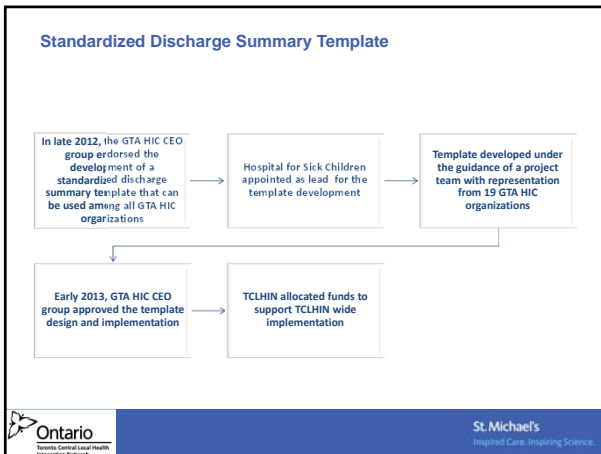 Standardized Discharge Summary Template
In late 2012, the GTA HIC CEO
group endorsed the
development of a
standardized discharge
summary template that can
be used among all GTA HIC
organizations
Hospital for Sick Children
appointed as lead for the
template development
Template developed under
the guidance of a project
team with representation
from 19 GTA HIC
organizations
Early 2013, GTA HIC CEO
group approved the template
design and implementation
TCLHIN allocated funds to
support TCLHIN wide
implementation
Ontario
Toronto Central Local Health
Integration Network
St. Michael's
Inspired Care. Inspiring Science.